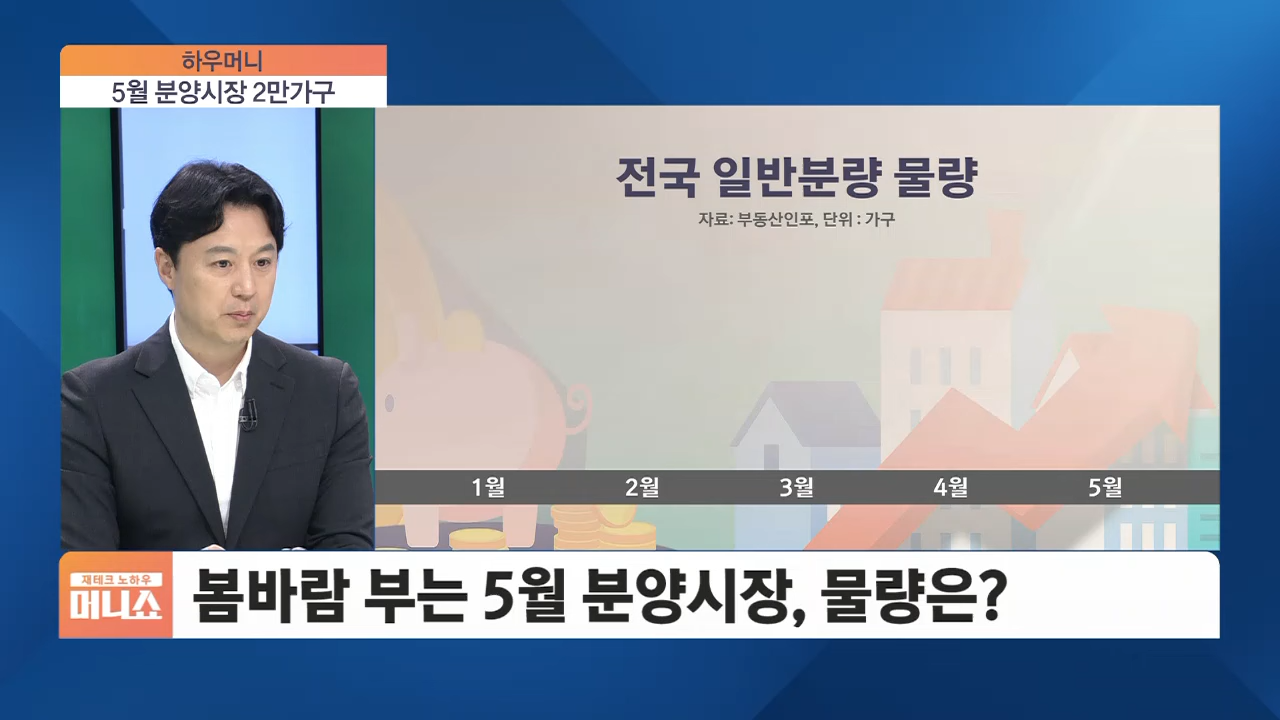 하우머니
5월 분양시장 2만가구
전국 일반분량 물량
자료: 부동산인포, 단위 : 가구
1월 2월 3월 4월 5월
재테크 노하우
머니쇼
봄바람 부는 5월 분양시장, 물량은?